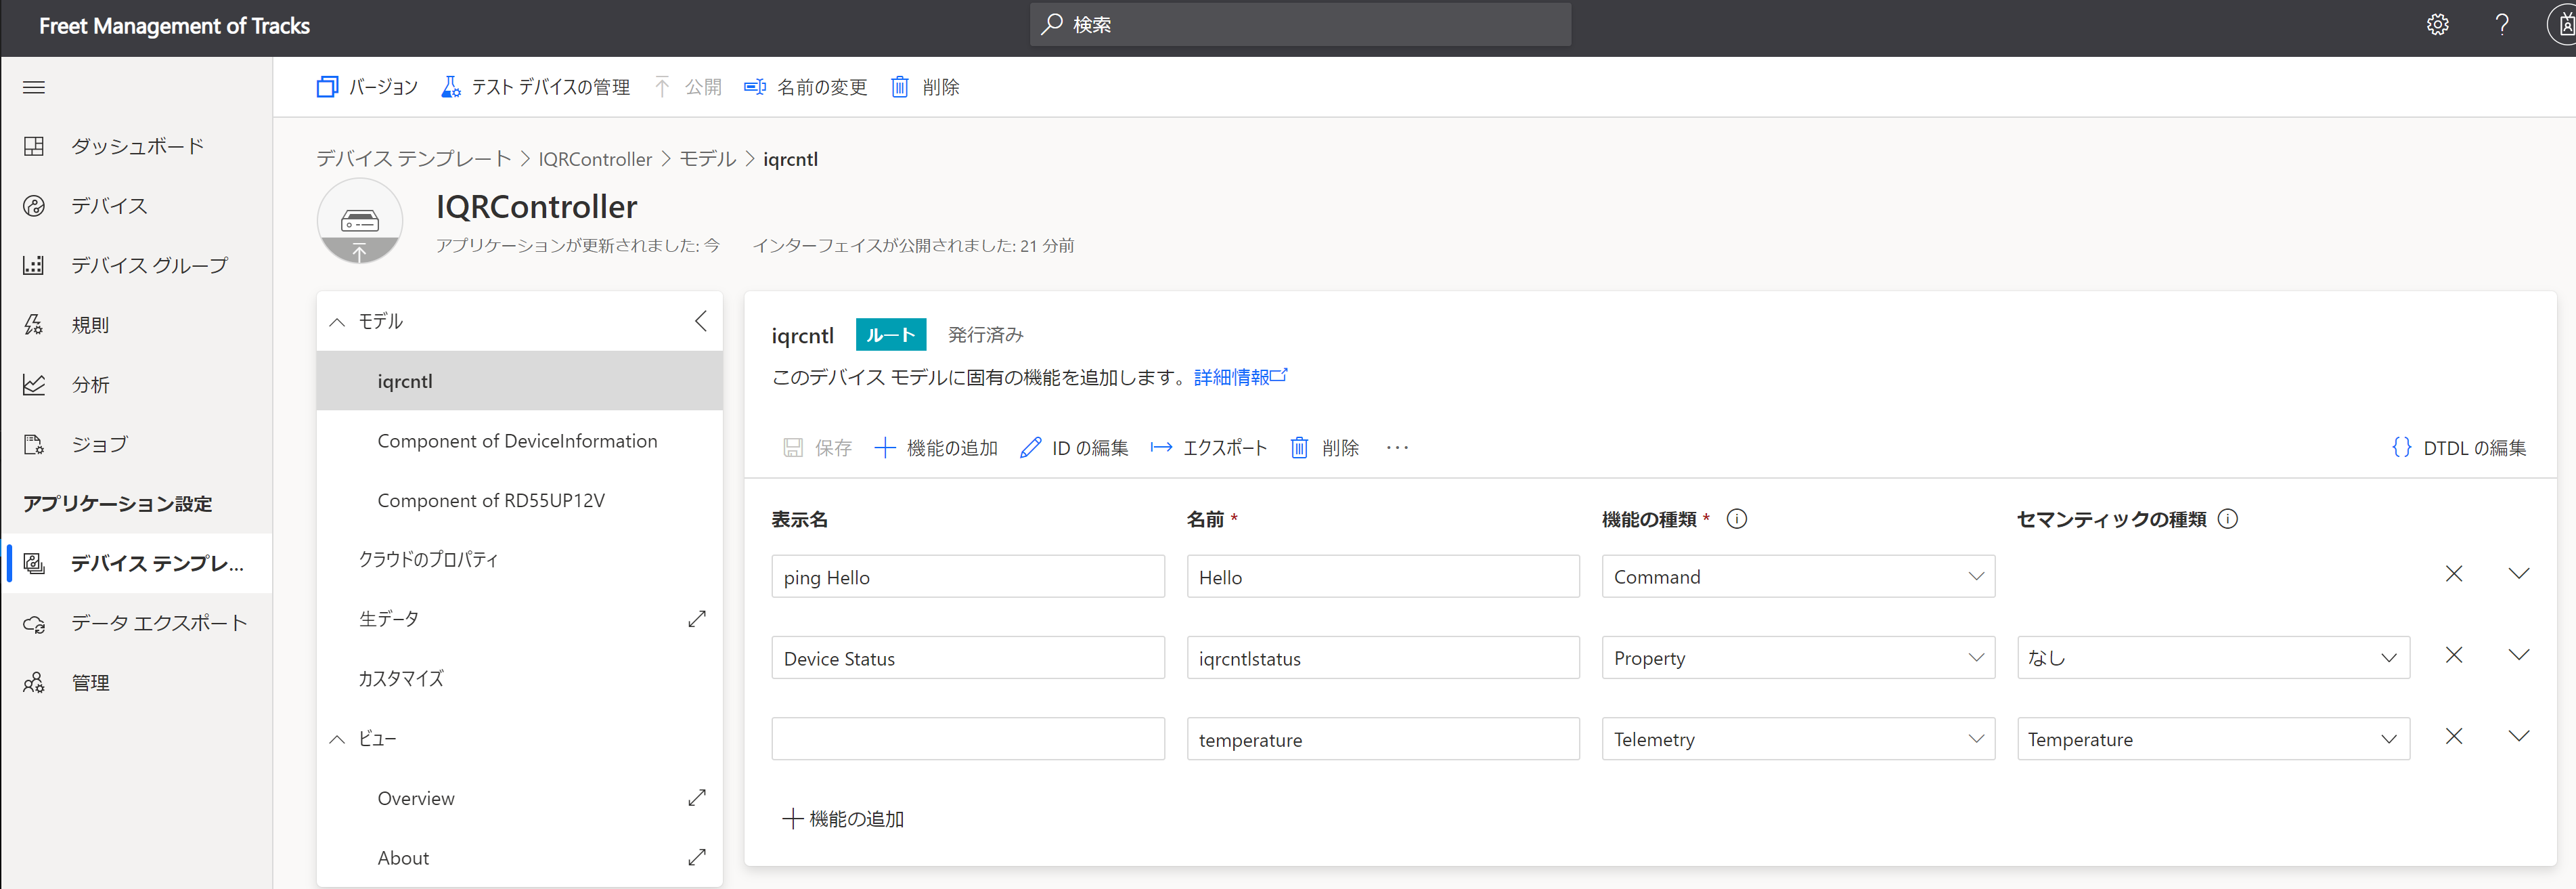 Freet Management of Tracks
検索
バージョン テスト デバイスの管理 公開 名前の変更 削除
ダッシュボード
デバイス
デバイス グループ
規則
分析
ジョブ
アプリケーション設定
デバイス テンプレ...
データ エクスポート
管理
デバイス テンプレート > IQRController > モデル > iqrcntl
IQRController
アプリケーションが更新されました: 今 インターフェイスが公開されました: 21 分前
モデル
iqrcntl
Component of DeviceInformation
Component of RD55UP12V
クラウドのプロパティ
生データ
カスタマイズ
ビュー
Overview
About
iqrcntl ルート 発行済み
このデバイス モデルに固有の機能を追加します。詳細情報
保存 機能の追加 ID の編集 エクスポート 削除 ··· {} DTDL の編集
表示名 名前 * 機能の種類 * セマンティックの種類
ping Hello Hello Command
Device Status iqrcntlstatus Property なし
temperature Telemetry Temperature
機能の追加